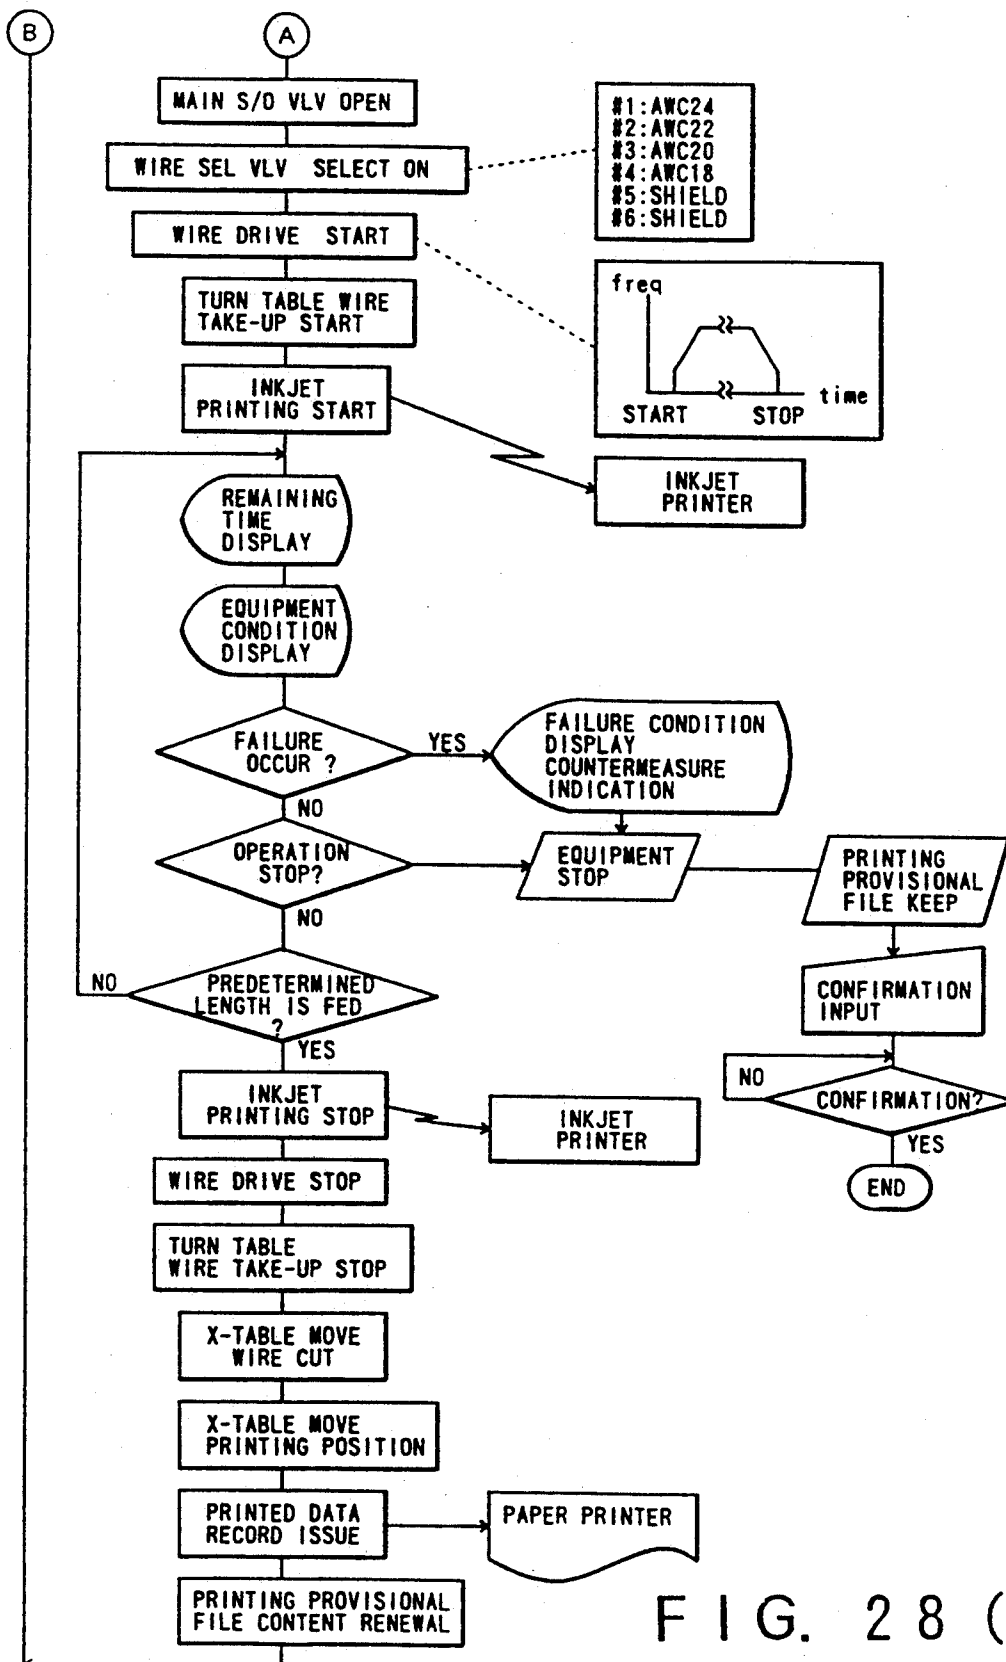 B
A
MAIN S/O VLV OPEN
WIRE SEL VLV SELECT ON
#1:AWC24
#2:AWC22
#3:AWC20
#4:AWC18
#5:SHIELD
#6:SHIELD
WIRE DRIVE START
TURN TABLE WIRE
TAKE-UP START
freq
time
START
STOP
INKJET
PRINTING START
INKJET
PRINTER
REMAINING
TIME
DISPLAY
EQUIPMENT
CONDITION
DISPLAY
FAILURE
OCCUR ?
YES
FAILURE CONDITION
DISPLAY
COUNTERMEASURE
INDICATION
NO
OPERATION
STOP?
EQUIPMENT
STOP
PRINTING
PROVISIONAL
FILE KEEP
NO
NO
PREDETERMINED
LENGTH IS FED
?
YES
CONFIRMATION
INPUT
NO
CONFIRMATION?
YES
END
INKJET
PRINTING STOP
INKJET
PRINTER
WIRE DRIVE STOP
TURN TABLE
WIRE TAKE-UP STOP
X-TABLE MOVE
WIRE CUT
X-TABLE MOVE
PRINTING POSITION
PRINTED DATA
RECORD ISSUE
PAPER PRINTER
PRINTING PROVISIONAL
FILE CONTENT RENEWAL
FIG. 28 (